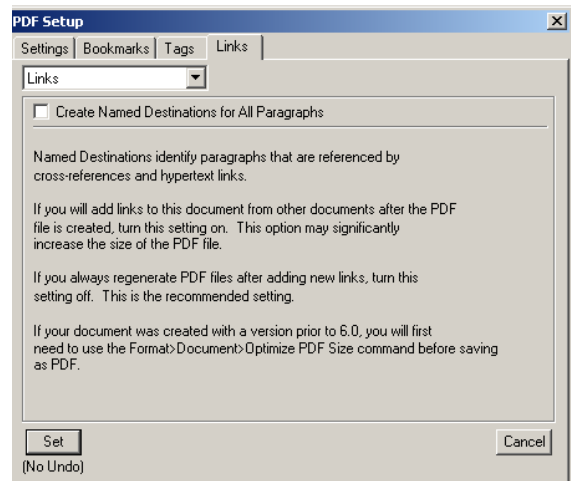 PDF Setup
Settings Bookmarks Tags Links
Links
Create Named Destinations for All Paragraphs
Named Destinations identify paragraphs that are referenced by
cross-references and hypertext links.
If you will add links to this document from other documents after the PDF
file is created, turn this setting on. This option may significantly
increase the size of the PDF file.
If you always regenerate PDF files after adding new links, turn this
setting off. This is the recommended setting.
If your document was created with a version prior to 6.0, you will first
need to use the Format>Document>Optimize PDF Size command before saving
as PDF.
Set Cancel
(No Undo)